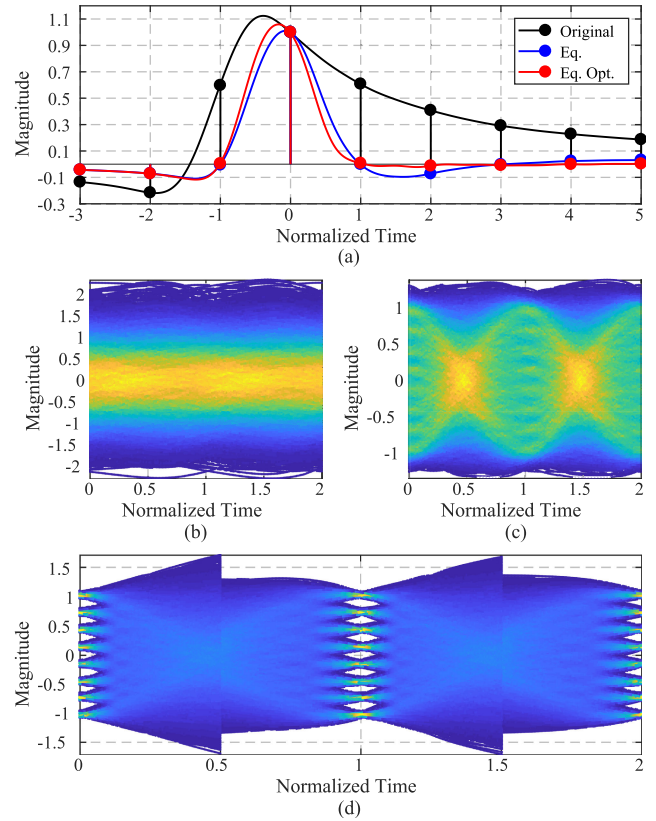 1.1
0.9
0.7
0.5
0.3
0.1
-0.1
-0.3
Magnitude
Original
Eq.
Eq. Opt.
-3 -2 -1 0 1 2 3 4 5
Normalized Time
(a)
2
1.5
1
0.5
0
-0.5
-1
-1.5
-2
Magnitude
0 0.5 1 1.5 2
Normalized Time
(b)
1
0.5
0
-0.5
-1
Magnitude
0 0.5 1 1.5 2
Normalized Time
(c)
1.5
1
0.5
0
-0.5
-1
-1.5
Magnitude
0 0.5 1 1.5 2
Normalized Time
(d)